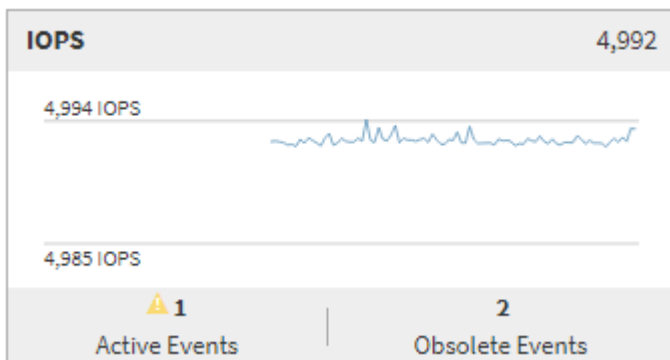 IOPS 4,992
4,994 IOPS
4,985 IOPS
1 2
Active Events Obsolete Events